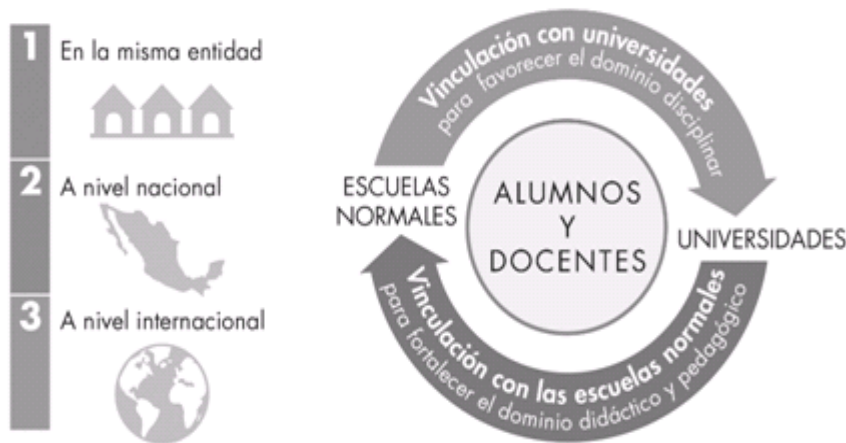 1
En la misma entidad
2
A nivel nacional
3
A nivel internacional
Vinculación con universidades
para favorecer el dominio disciplinar
ESCUELAS
NORMALES
ALUMNOS
Y
DOCENTES
UNIVERSIDADES
Vinculación con las escuelas normales
para fortalecer el dominio didáctico y pedagógico